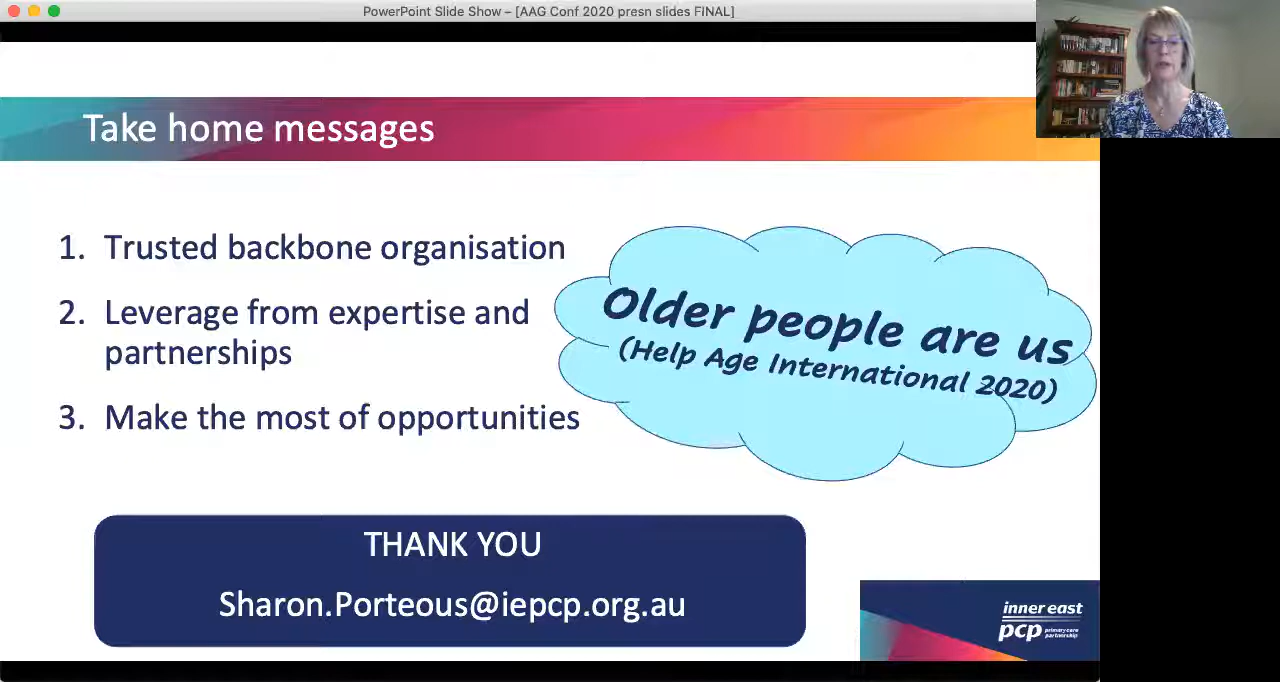 PowerPoint Slide Show – [AAG Conf 2020 presn slides FINAL]
Take home messages
1. Trusted backbone organisation
2. Leverage from expertise and
partnerships
3. Make the most of opportunities
Older people are us
(Help Age International 2020)
THANK YOU
Sharon.Porteous@iepcp.org.au
inner east
pcp primary care
partnership